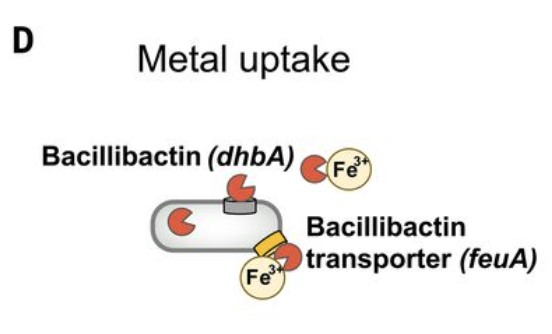 D
Metal uptake
Bacillibactin (dhbA)
Fe³⁺
Bacillibactin
transporter (feuA)
Fe³⁺